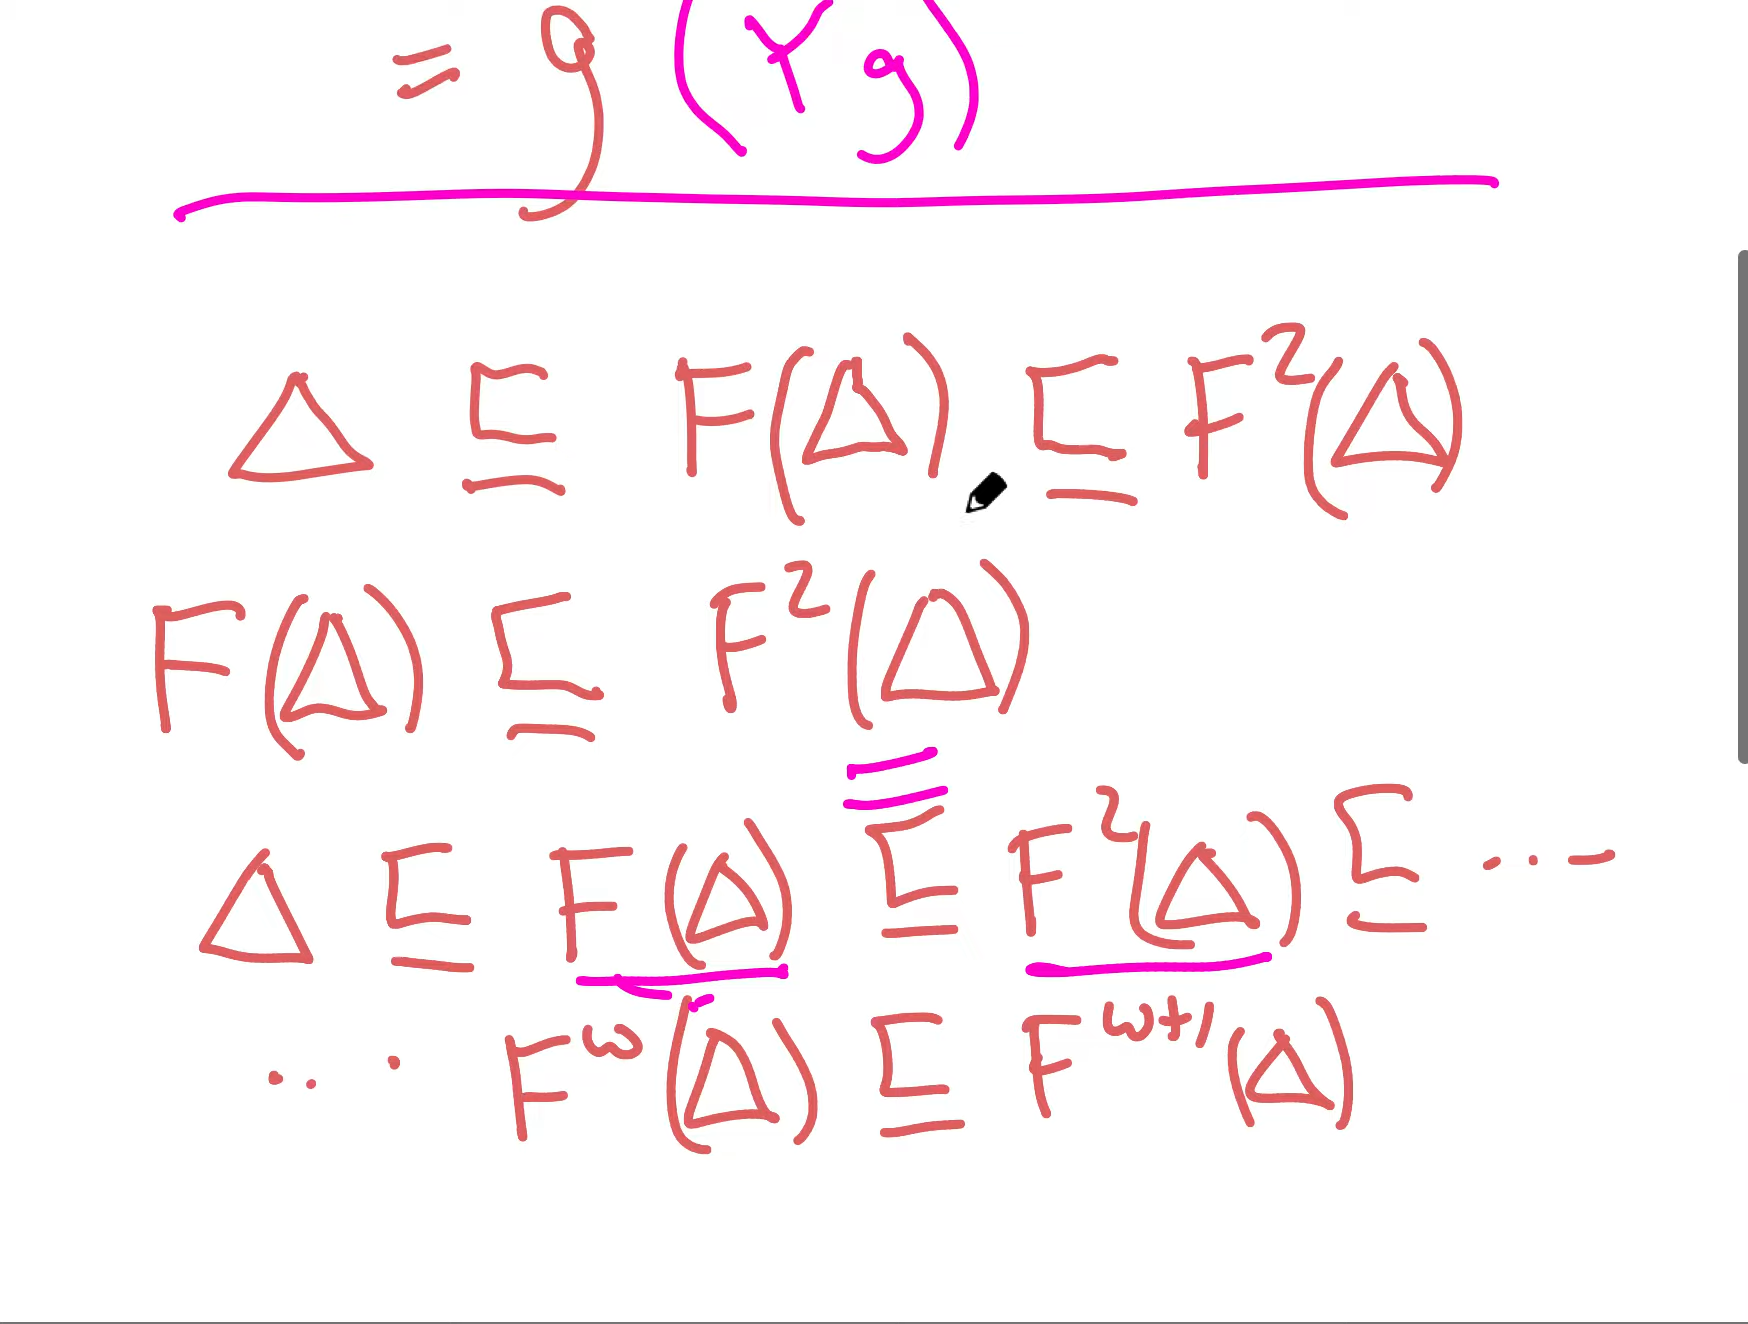 = g (Y g)
Δ ⊑ F(Δ) ⊑ F²(Δ)
F(Δ) ⊑ F²(Δ)
=
Δ ⊑ F(Δ) ⊑ F²(Δ) ⊑ ...
... F^ω(Δ) ⊑ F^ω+1(Δ)